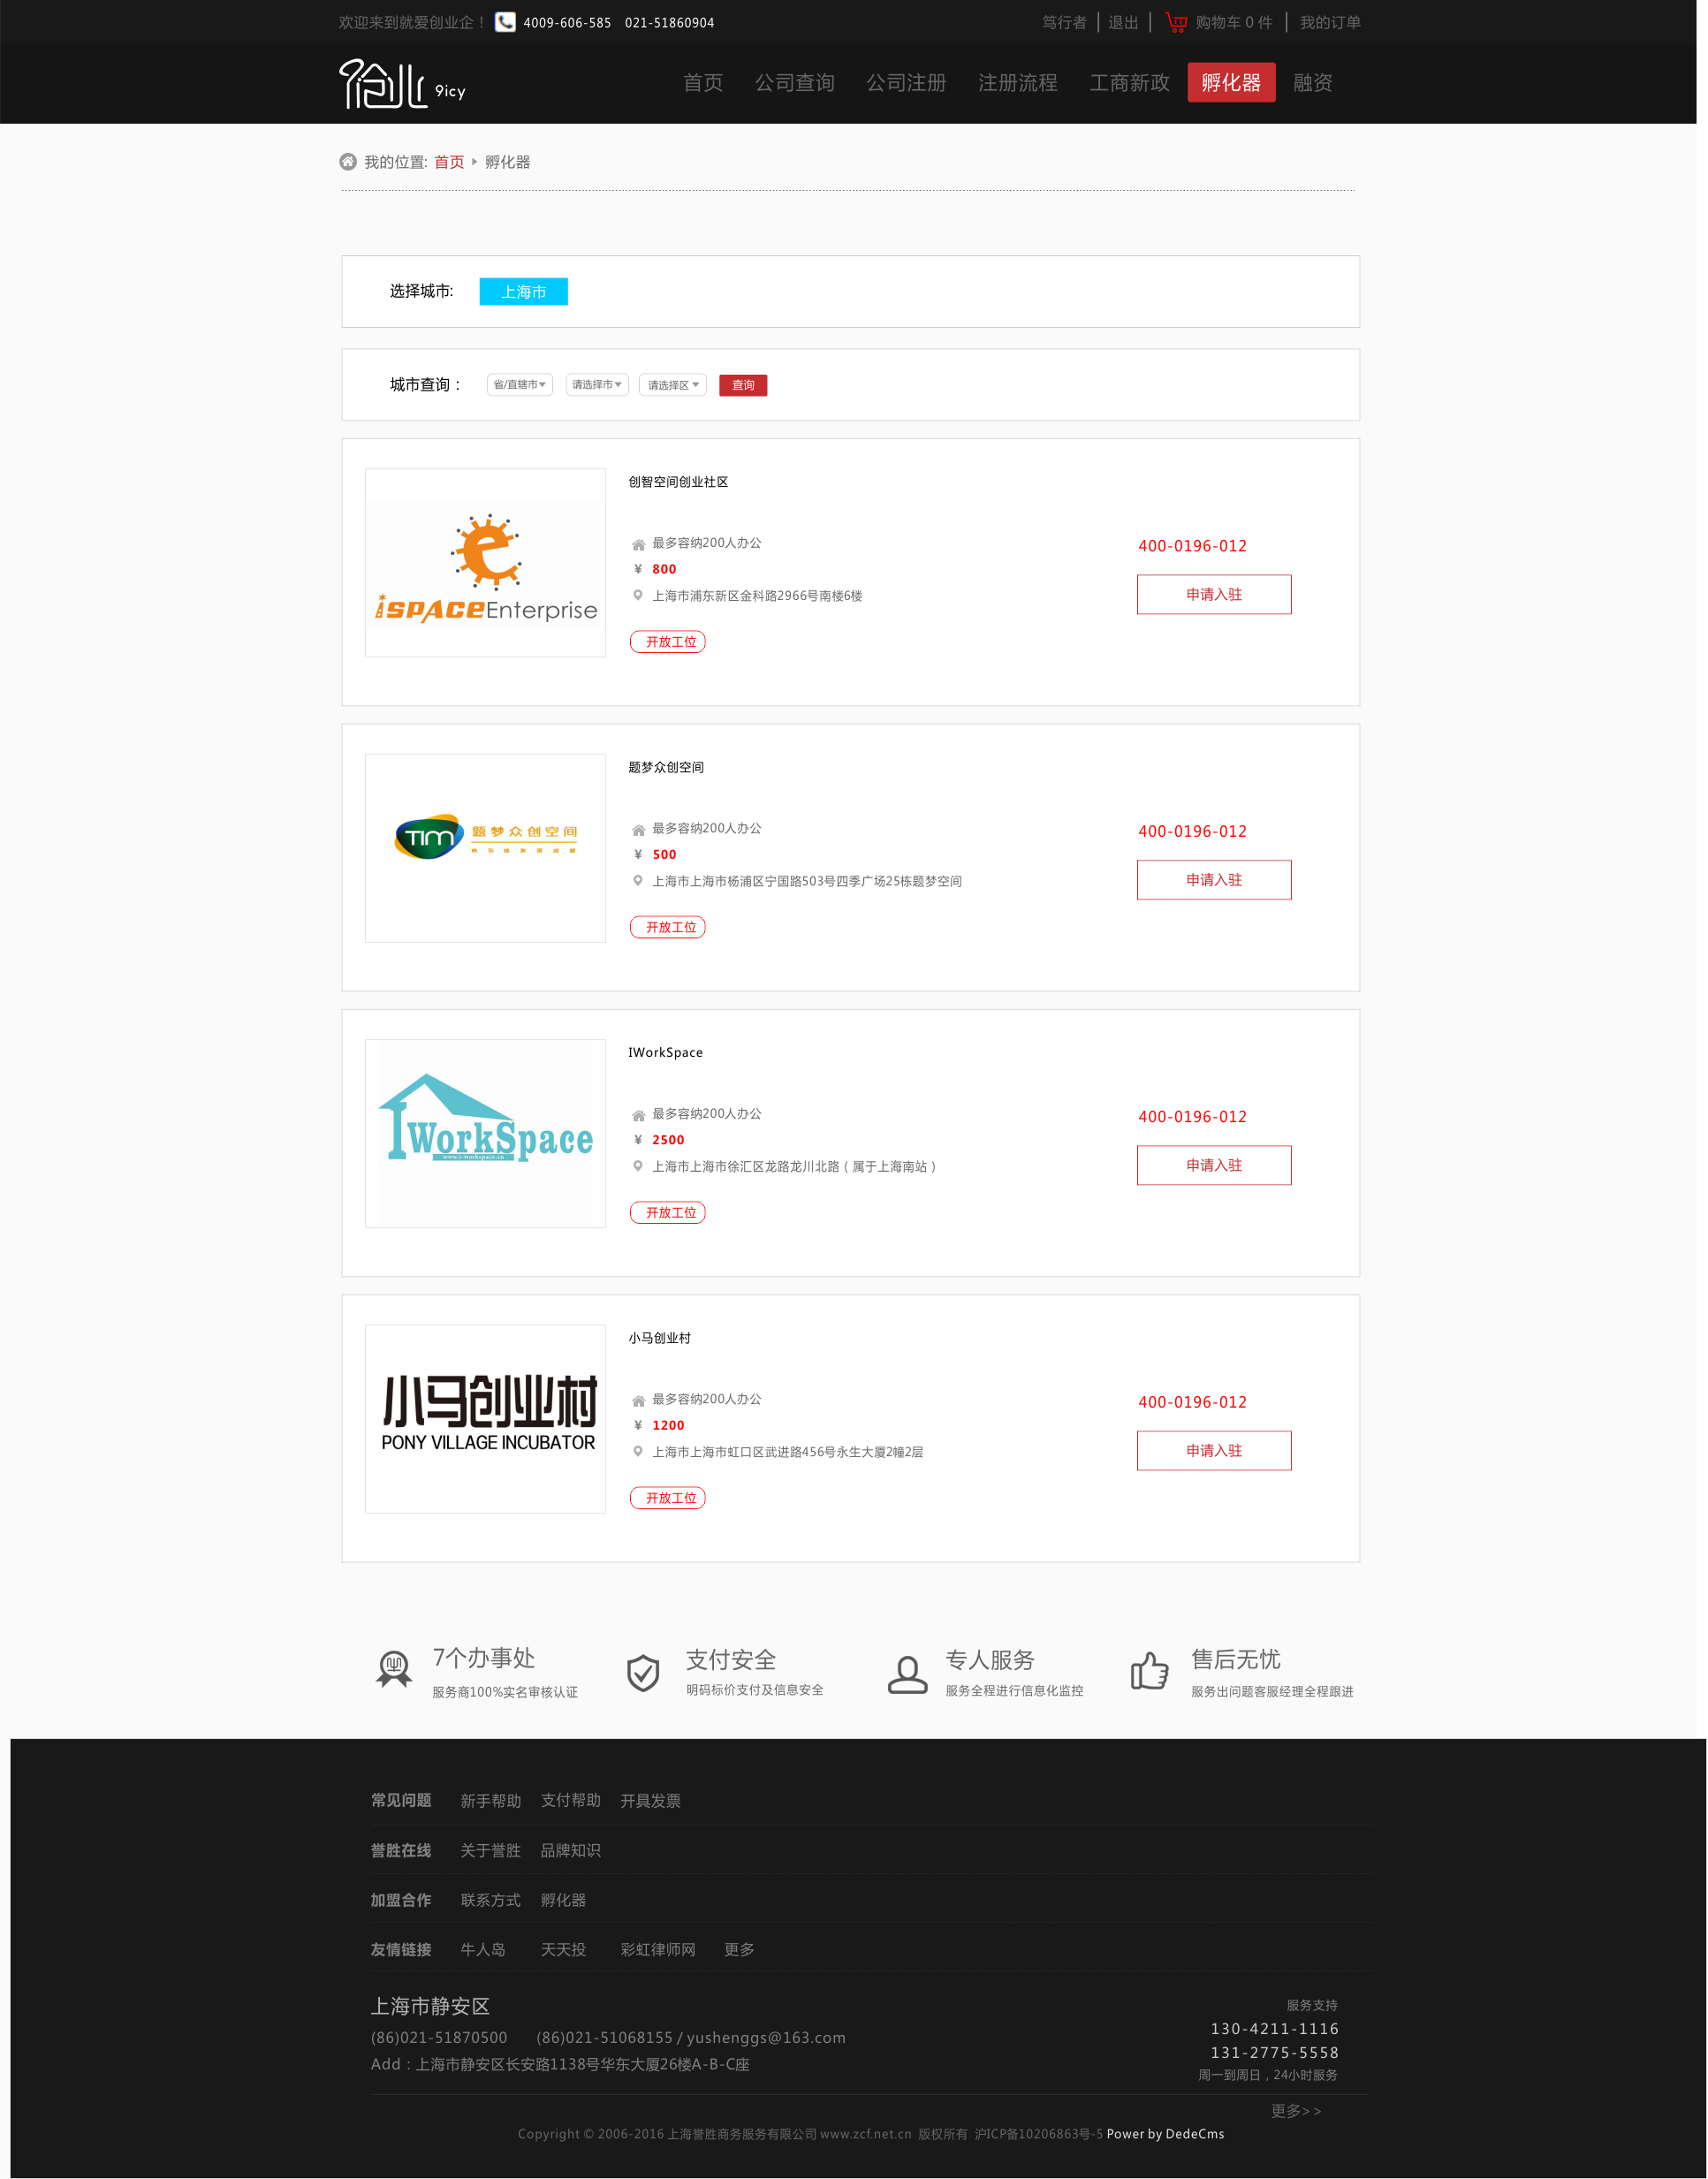 欢迎来到就爱创业企！ 4009-606-585 021-51860904 笃行者 退出 购物车 0 件 我的订单
9icy 首页 公司查询 公司注册 注册流程 工商新政 孵化器 融资
我的位置: 首页 孵化器
选择城市: 上海市
城市查询： 省/直辖市 请选择市 请选择区 查询
创智空间创业社区
最多容纳200人办公
¥ 800
上海市浦东新区金科路2966号南楼6楼
开放工位
400-0196-012
申请入驻
iSPACE Enterprise
题梦众创空间
最多容纳200人办公
¥ 500
上海市上海市杨浦区宁国路503号四季广场25栋题梦空间
开放工位
400-0196-012
申请入驻
TIM 题梦众创空间
IWorkSpace
最多容纳200人办公
¥ 2500
上海市上海市徐汇区龙路龙川北路（属于上海南站）
开放工位
400-0196-012
申请入驻
IWorkSpace
www.i-workspace.cn
小马创业村
最多容纳200人办公
¥ 1200
上海市上海市虹口区武进路456号永生大厦2幢2层
开放工位
400-0196-012
申请入驻
小马创业村
PONY VILLAGE INCUBATOR
7个办事处
服务商100%实名审核认证
支付安全
明码标价支付及信息安全
专人服务
服务全程进行信息化监控
售后无忧
服务出问题客服经理全程跟进
常见问题 新手帮助 支付帮助 开具发票
誉胜在线 关于誉胜 品牌知识
加盟合作 联系方式 孵化器
友情链接 牛人岛 天天投 彩虹律师网 更多
上海市静安区
(86)021-51870500 (86)021-51068155 / yushenggs@163.com
Add：上海市静安区长安路1138号华东大厦26楼A-B-C座
服务支持
130-4211-1116
131-2775-5558
周一到周日，24小时服务
更多>>
Copyright © 2006-2016 上海誉胜商务服务有限公司 www.zcf.net.cn 版权所有 沪ICP备10206863号-5 Power by DedeCms